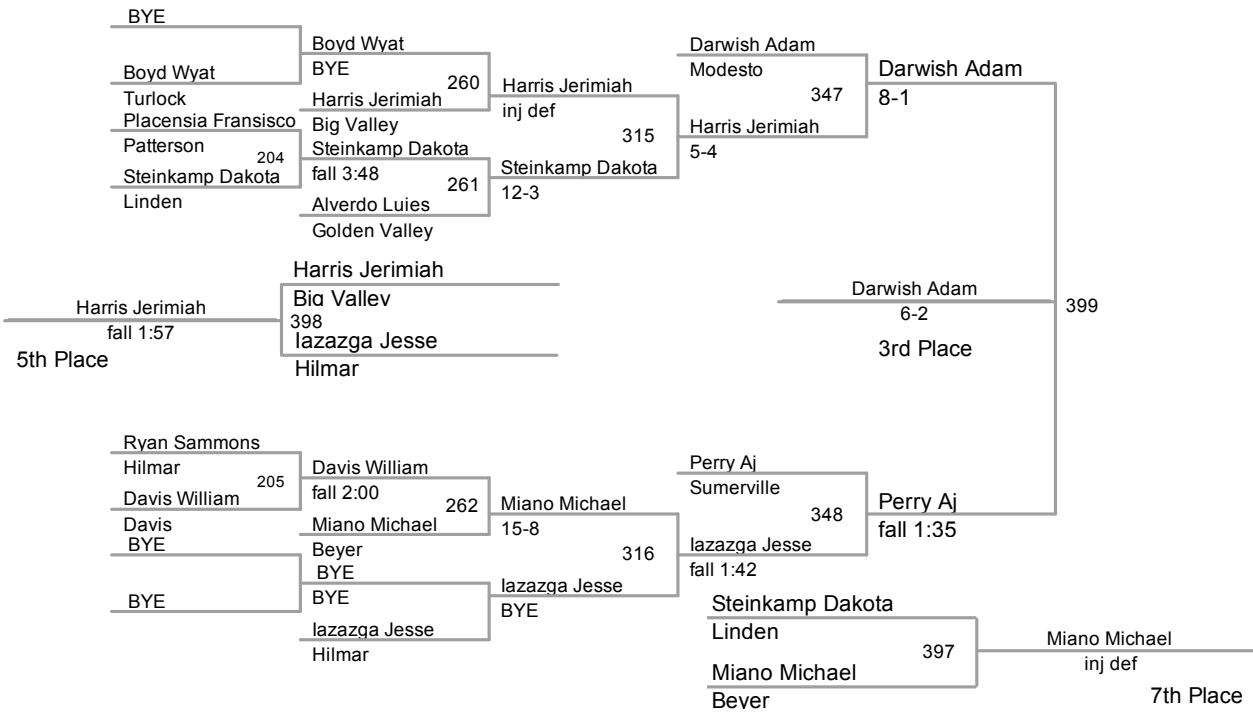 BYE
Boyd Wyat
Turlock
Boyd Wyat
BYE
260
Harris Jerimiah
Big Valley
Placensia Fransisco
Patterson
204
Steinkamp Dakota
Linden
Steinkamp Dakota
fall 3:48
261
Alverdo Luies
Golden Valley
Harris Jerimiah
inj def
315
Steinkamp Dakota
12-3
Darwish Adam
Modesto
347
Harris Jerimiah
5-4
Darwish Adam
8-1
Harris Jerimiah
Big Valley
398
Iazazga Jesse
Hilmar
Harris Jerimiah
fall 1:57
5th Place
Darwish Adam
6-2
3rd Place
399
Ryan Sammons
Hilmar
205
Davis William
Davis
Davis William
fall 2:00
262
Miano Michael
Beyer
BYE
BYE
BYE
BYE
Iazazga Jesse
Hilmar
Miano Michael
15-8
316
Iazazga Jesse
BYE
Perry Aj
Sumerville
348
Iazazga Jesse
fall 1:42
Perry Aj
fall 1:35
Steinkamp Dakota
Linden
397
Miano Michael
Beyer
Miano Michael
inj def
7th Place